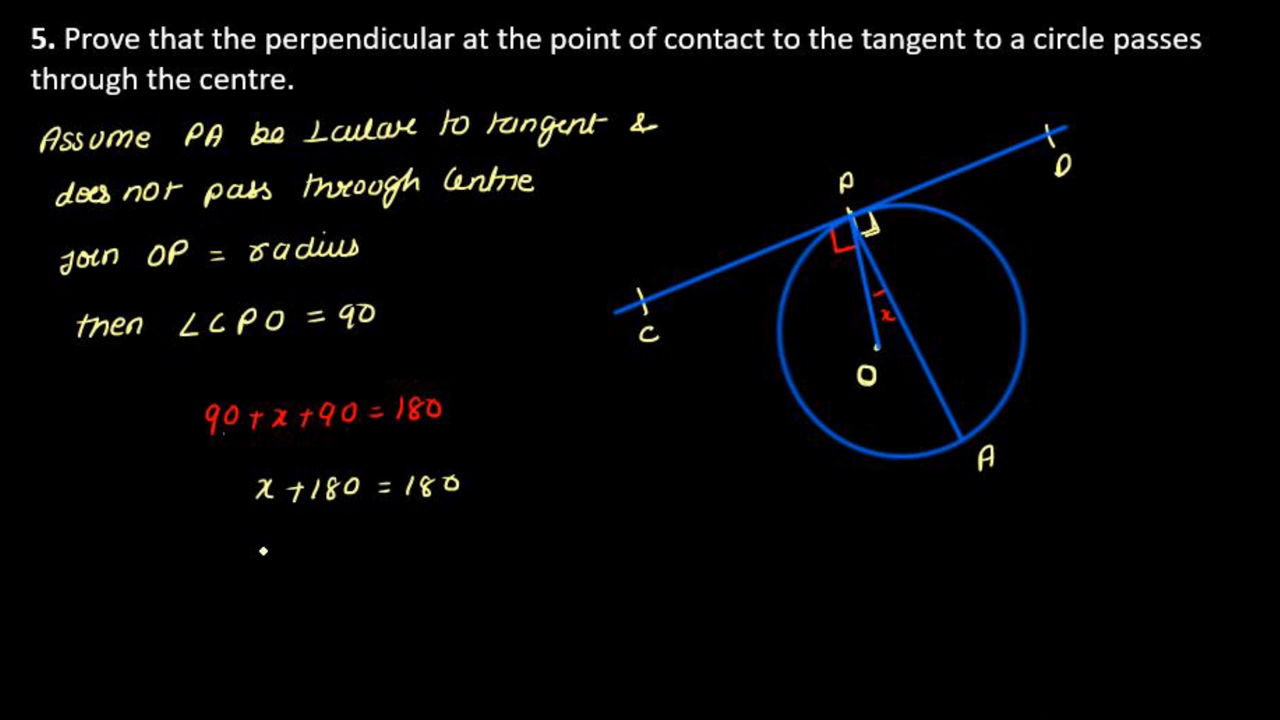 5. Prove that the perpendicular at the point of contact to the tangent to a circle passes
through the centre.
Assume PA be ⊥culare to tangent &
does not pass through Centre
Join OP = radius
then ∠CPO = 90
90 + x + 90 = 180
x + 180 = 180
P
D
C
x
O
A